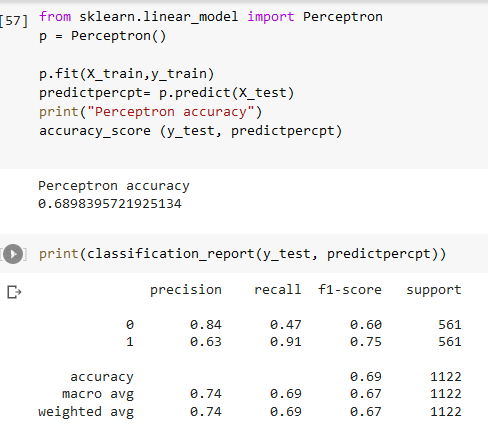 [57] from sklearn.linear_model import Perceptron
p = Perceptron()
p.fit(X_train,y_train)
predictpercpt= p.predict(X_test)
print("Perceptron accuracy")
accuracy_score (y_test, predictpercpt)
Perceptron accuracy
0.6898395721925134
print(classification_report(y_test, predictpercpt))
precision recall f1-score support
0 0.84 0.47 0.60 561
1 0.63 0.91 0.75 561
accuracy 0.69 1122
macro avg 0.74 0.69 0.67 1122
weighted avg 0.74 0.69 0.67 1122